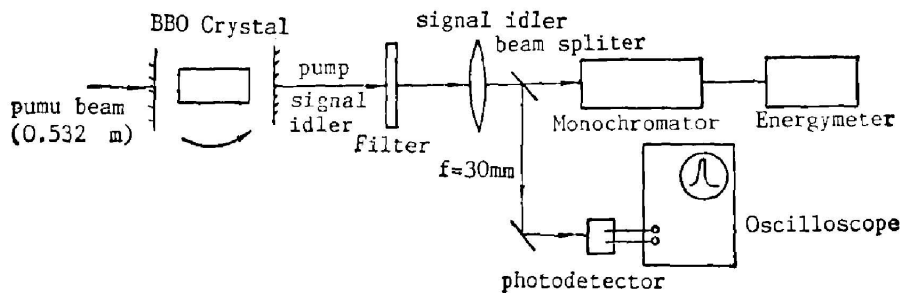 BBO Crystal
signal idler
beam spliter
pump
signal
idler
pumu beam
(0.532 m)
Filter
Monochromator
Energymeter
f=30mm
Oscilloscope
photodetector